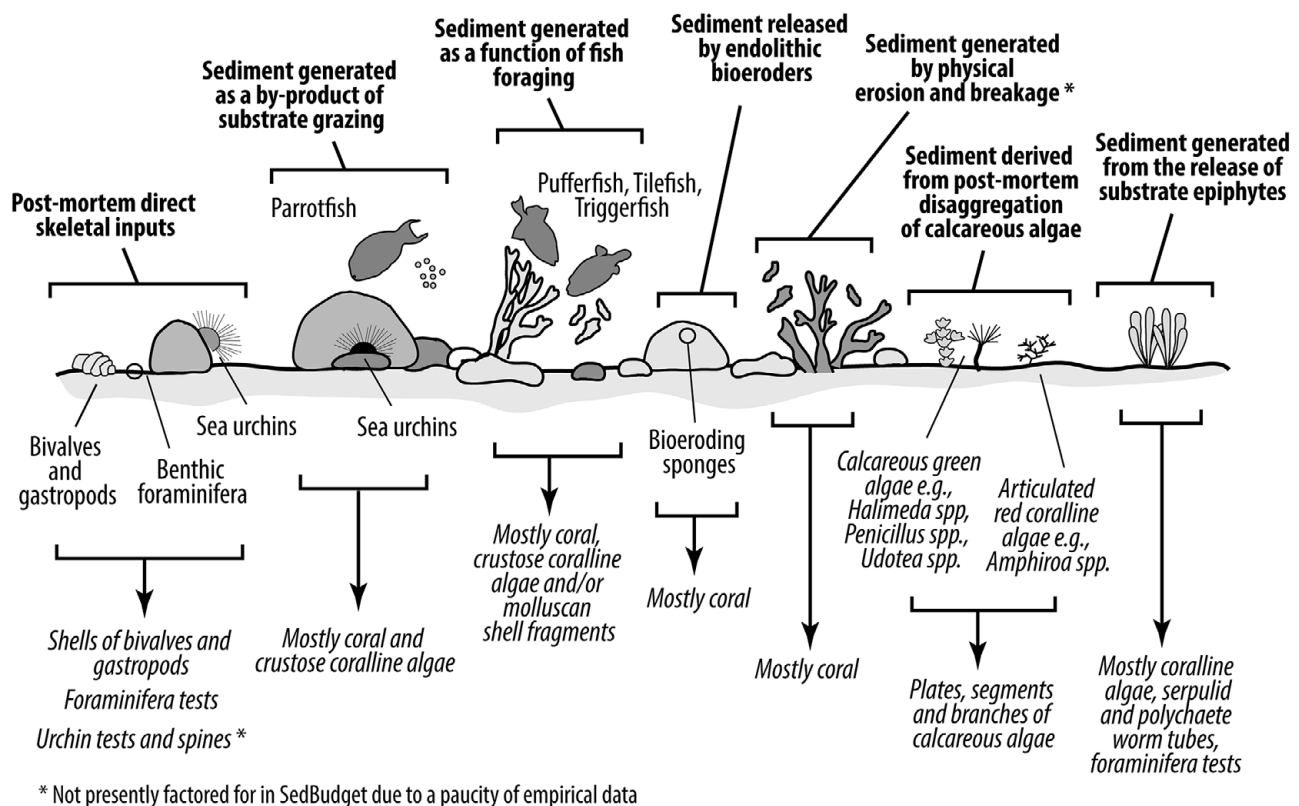 Post-mortem direct
skeletal inputs
Sediment generated
as a by-product of
substrate grazing
Sediment generated
as a function of fish
foraging
Sediment released
by endolithic
bioeroders
Sediment generated
by physical
erosion and breakage *
Sediment derived
from post-mortem
disaggregation
of calcareous algae
Sediment generated
from the release of
substrate epiphytes
Parrotfish
Pufferfish, Tilefish,
Triggerfish
Bivalves
and
gastropods
Benthic
foraminifera
Sea urchins
Sea urchins
Bioeroding
sponges
Calcareous green
algae e.g.,
Halimeda spp,
Penicillus spp.,
Udotea spp.
Articulated
red coralline
algae e.g.,
Amphiroa spp.
Shells of bivalves and
gastropods
Foraminifera tests
Urchin tests and spines *
Mostly coral and
crustose coralline algae
Mostly coral,
crustose coralline
algae and/or
molluscan
shell fragments
Mostly coral
Mostly coral
Plates, segments
and branches of
calcareous algae
Mostly coralline
algae, serpulid
and polychaete
worm tubes,
foraminifera tests
* Not presently factored for in SedBudget due to a paucity of empirical data